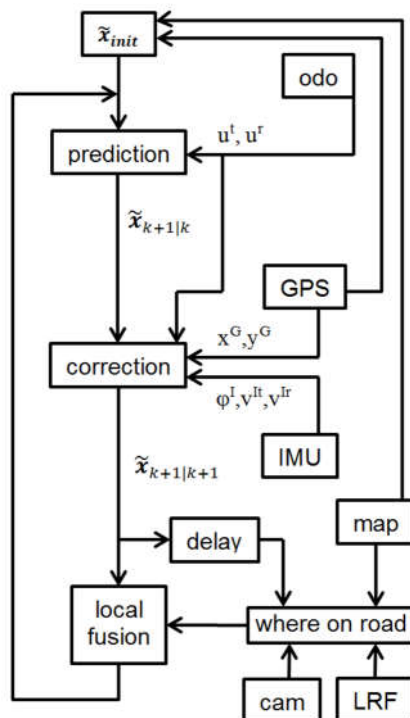 x̃init
odo
uᵗ, uʳ
prediction
x̃k+1|k
GPS
xᴳ,yᴳ
correction
φᴵ,vᴵᵗ,vᴵʳ
IMU
x̃k+1|k+1
map
delay
local
fusion
where on road
cam
LRF